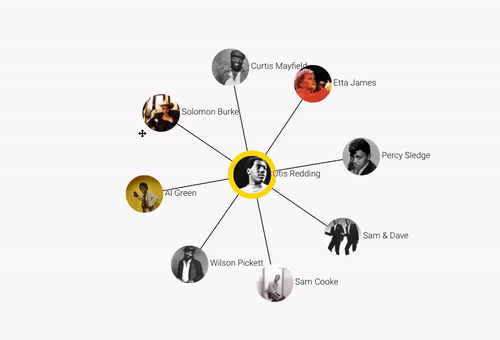 Curtis Mayfield
Etta James
Solomon Burke
Percy Sledge
Otis Redding
Al Green
Sam & Dave
Wilson Pickett
Sam Cooke